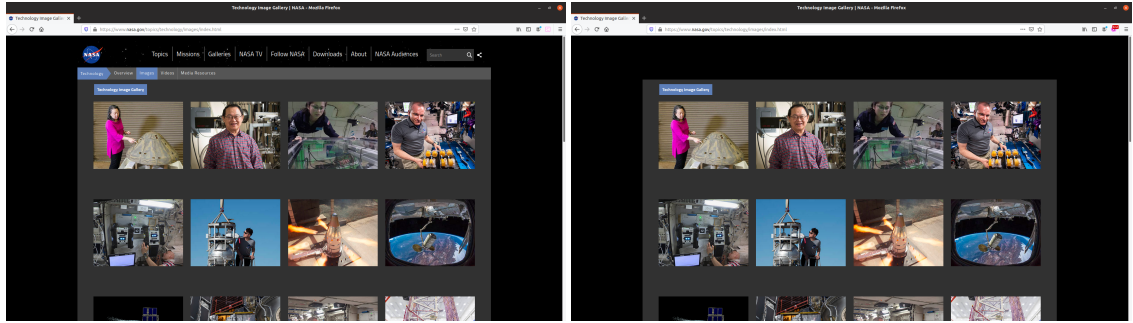 Technology Image Gallery | NASA - Mozilla Firefox
Technology Image Galle
https://www.nasa.gov/topics/technology/images/index.html
NASA
Topics Missions Galleries NASA TV Follow NASA Downloads About NASA Audiences Search
Technology Overview Images Videos Media Resources
Technology Image Gallery
Technology Image Gallery | NASA - Mozilla Firefox
Technology Image Galle
https://www.nasa.gov/topics/technology/images/index.html
Technology Image Gallery